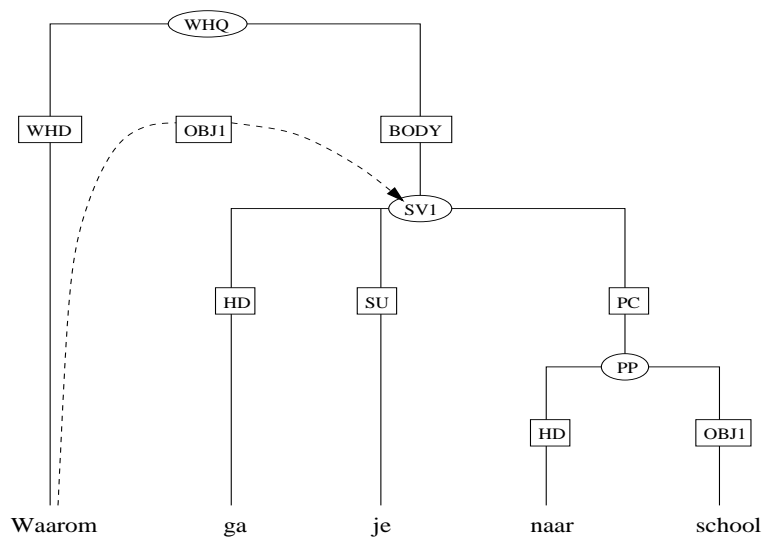 WHQ
WHD OBJ1 BODY
SV1
HD SU PC
PP
HD OBJ1
Waarom ga je naar school